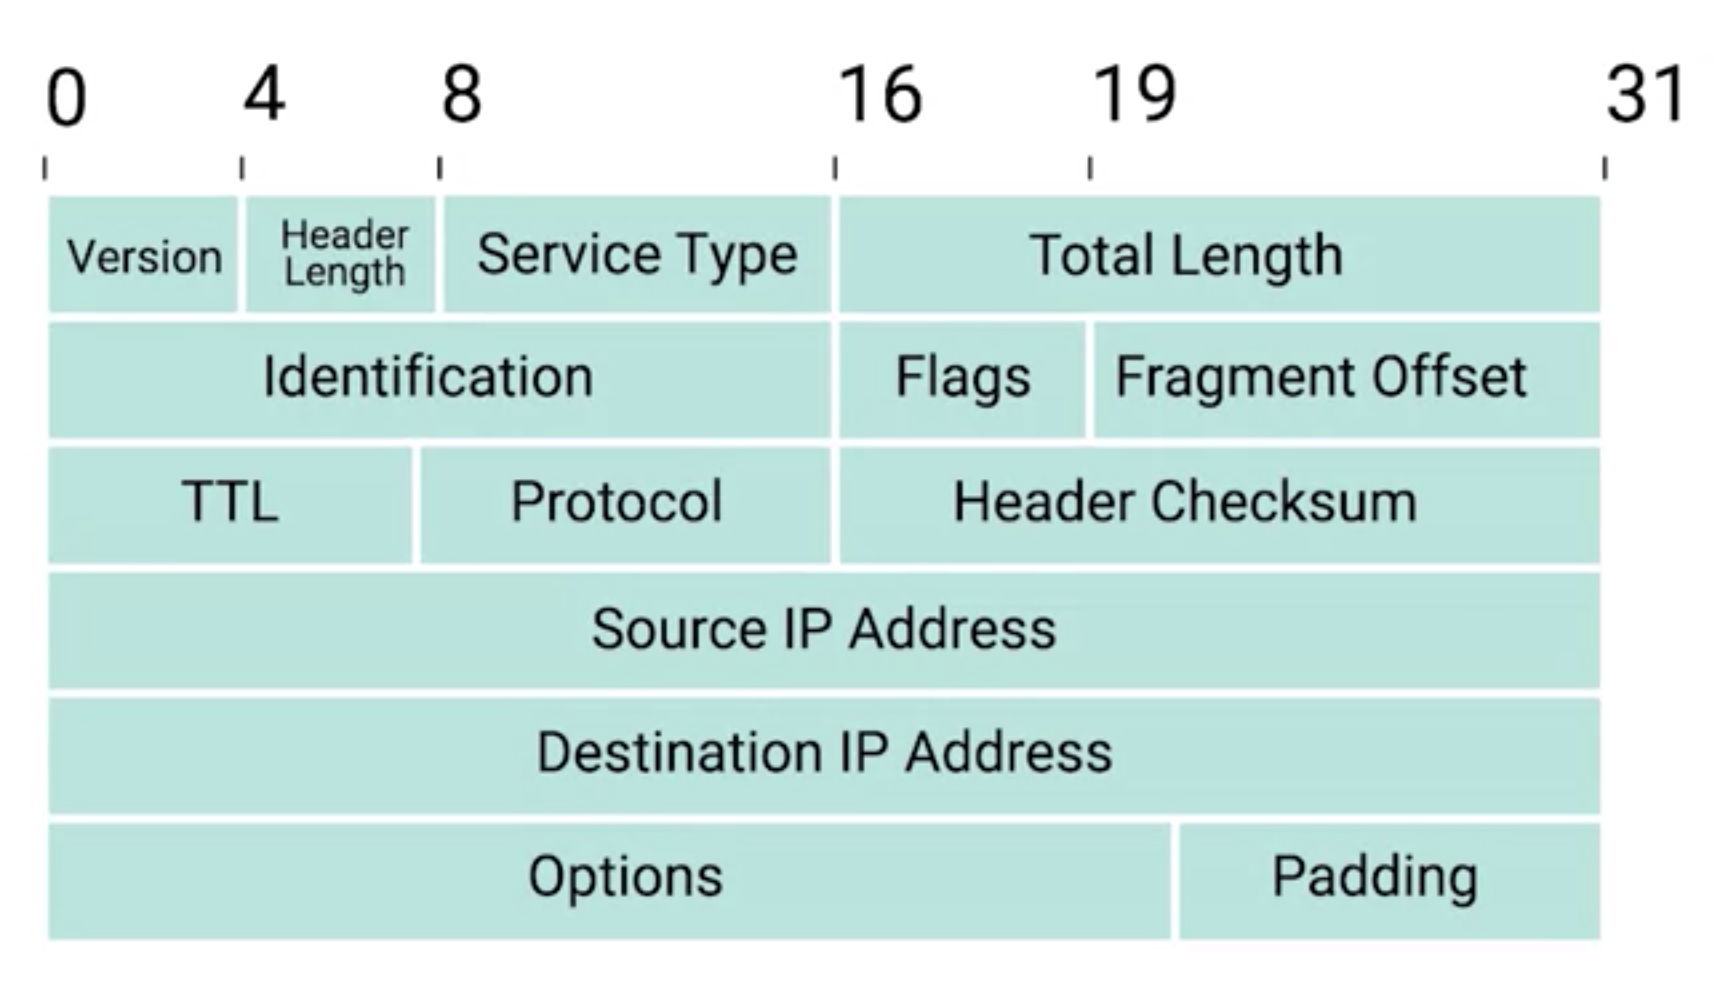 0 4 8 16 19 31
Version Header Length Service Type Total Length
Identification Flags Fragment Offset
TTL Protocol Header Checksum
Source IP Address
Destination IP Address
Options Padding